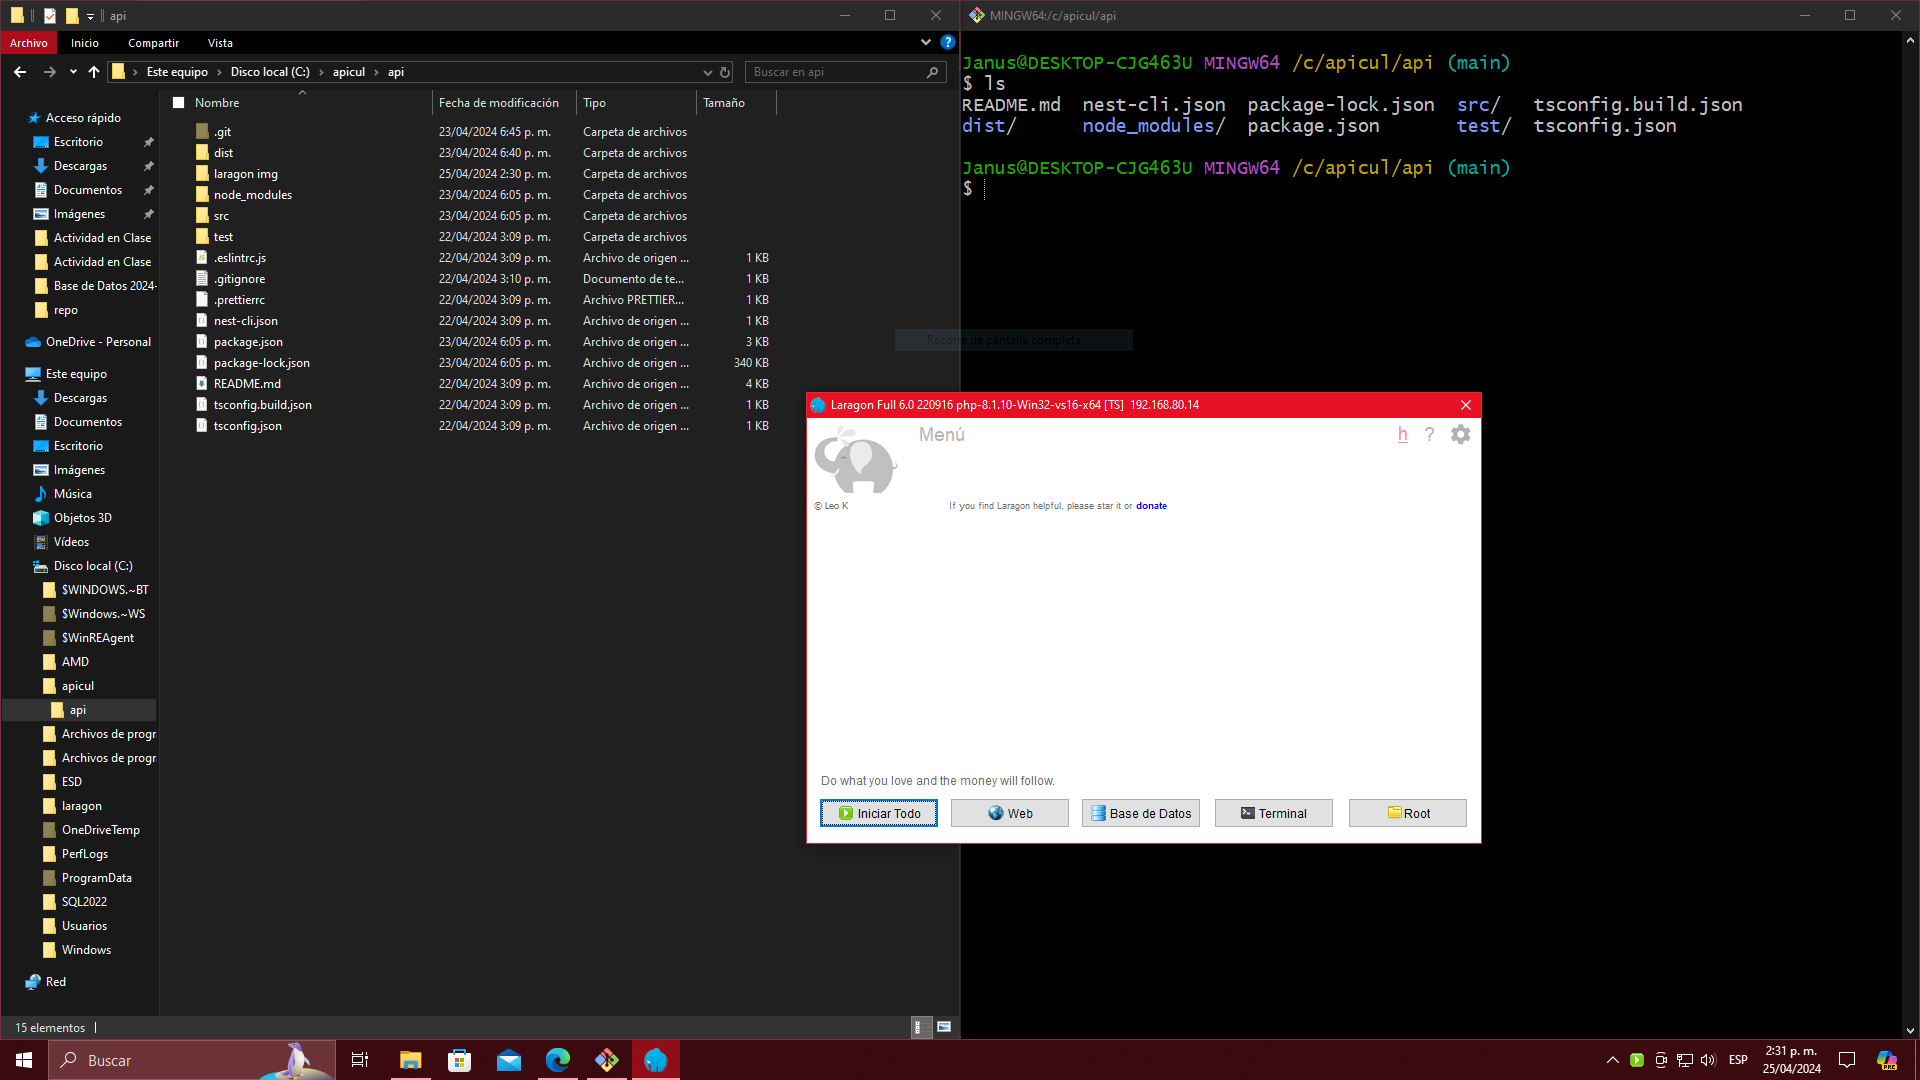 api
Archivo Inicio Compartir Vista
Este equipo Disco local (C:) apicul api
Buscar en api
Nombre Fecha de modificación Tipo Tamaño
.git 23/04/2024 6:45 p. m. Carpeta de archivos
dist 23/04/2024 6:40 p. m. Carpeta de archivos
laragon img 25/04/2024 2:30 p. m. Carpeta de archivos
node_modules 23/04/2024 6:05 p. m. Carpeta de archivos
src 23/04/2024 6:05 p. m. Carpeta de archivos
test 22/04/2024 3:09 p. m. Carpeta de archivos
.eslintrc.js 22/04/2024 3:09 p. m. Archivo de origen ... 1 KB
.gitignore 22/04/2024 3:10 p. m. Documento de te... 1 KB
.prettierrc 22/04/2024 3:09 p. m. Archivo PRETTIER... 1 KB
nest-cli.json 22/04/2024 3:09 p. m. Archivo de origen ... 1 KB
package.json 23/04/2024 6:05 p. m. Archivo de origen ... 3 KB
package-lock.json 23/04/2024 6:05 p. m. Archivo de origen ... 340 KB
README.md 22/04/2024 3:09 p. m. Archivo de origen ... 4 KB
tsconfig.build.json 22/04/2024 3:09 p. m. Archivo de origen ... 1 KB
tsconfig.json 22/04/2024 3:09 p. m. Archivo de origen ... 1 KB
Acceso rápido
Escritorio
Descargas
Documentos
Imágenes
Actividad en Clase
Actividad en Clase
Base de Datos 2024-
repo
OneDrive - Personal
Este equipo
Descargas
Documentos
Escritorio
Imágenes
Música
Objetos 3D
Vídeos
Disco local (C:)
$WINDOWS.~BT
$Windows.~WS
$WinREAgent
AMD
apicul
api
Archivos de progr
Archivos de progr
ESD
laragon
OneDriveTemp
PerfLogs
ProgramData
SQL2022
Usuarios
Windows
Red
15 elementos
MINGW64:/c/apicul/api
Janus@DESKTOP-CJG463U MINGW64 /c/apicul/api (main)
$ ls
README.md nest-cli.json package-lock.json src/ tsconfig.build.json
dist/ node_modules/ package.json test/ tsconfig.json
Janus@DESKTOP-CJG463U MINGW64 /c/apicul/api (main)
$
Recorte de pantalla completa
Laragon Full 6.0 220916 php-8.1.10-Win32-vs16-x64 [TS] 192.168.80.14
Menú h ?
© Leo K If you find Laragon helpful, please star it or donate
Do what you love and the money will follow.
Iniciar Todo Web Base de Datos Terminal Root
Buscar
ESP
2:31 p. m.
25/04/2024
PRE